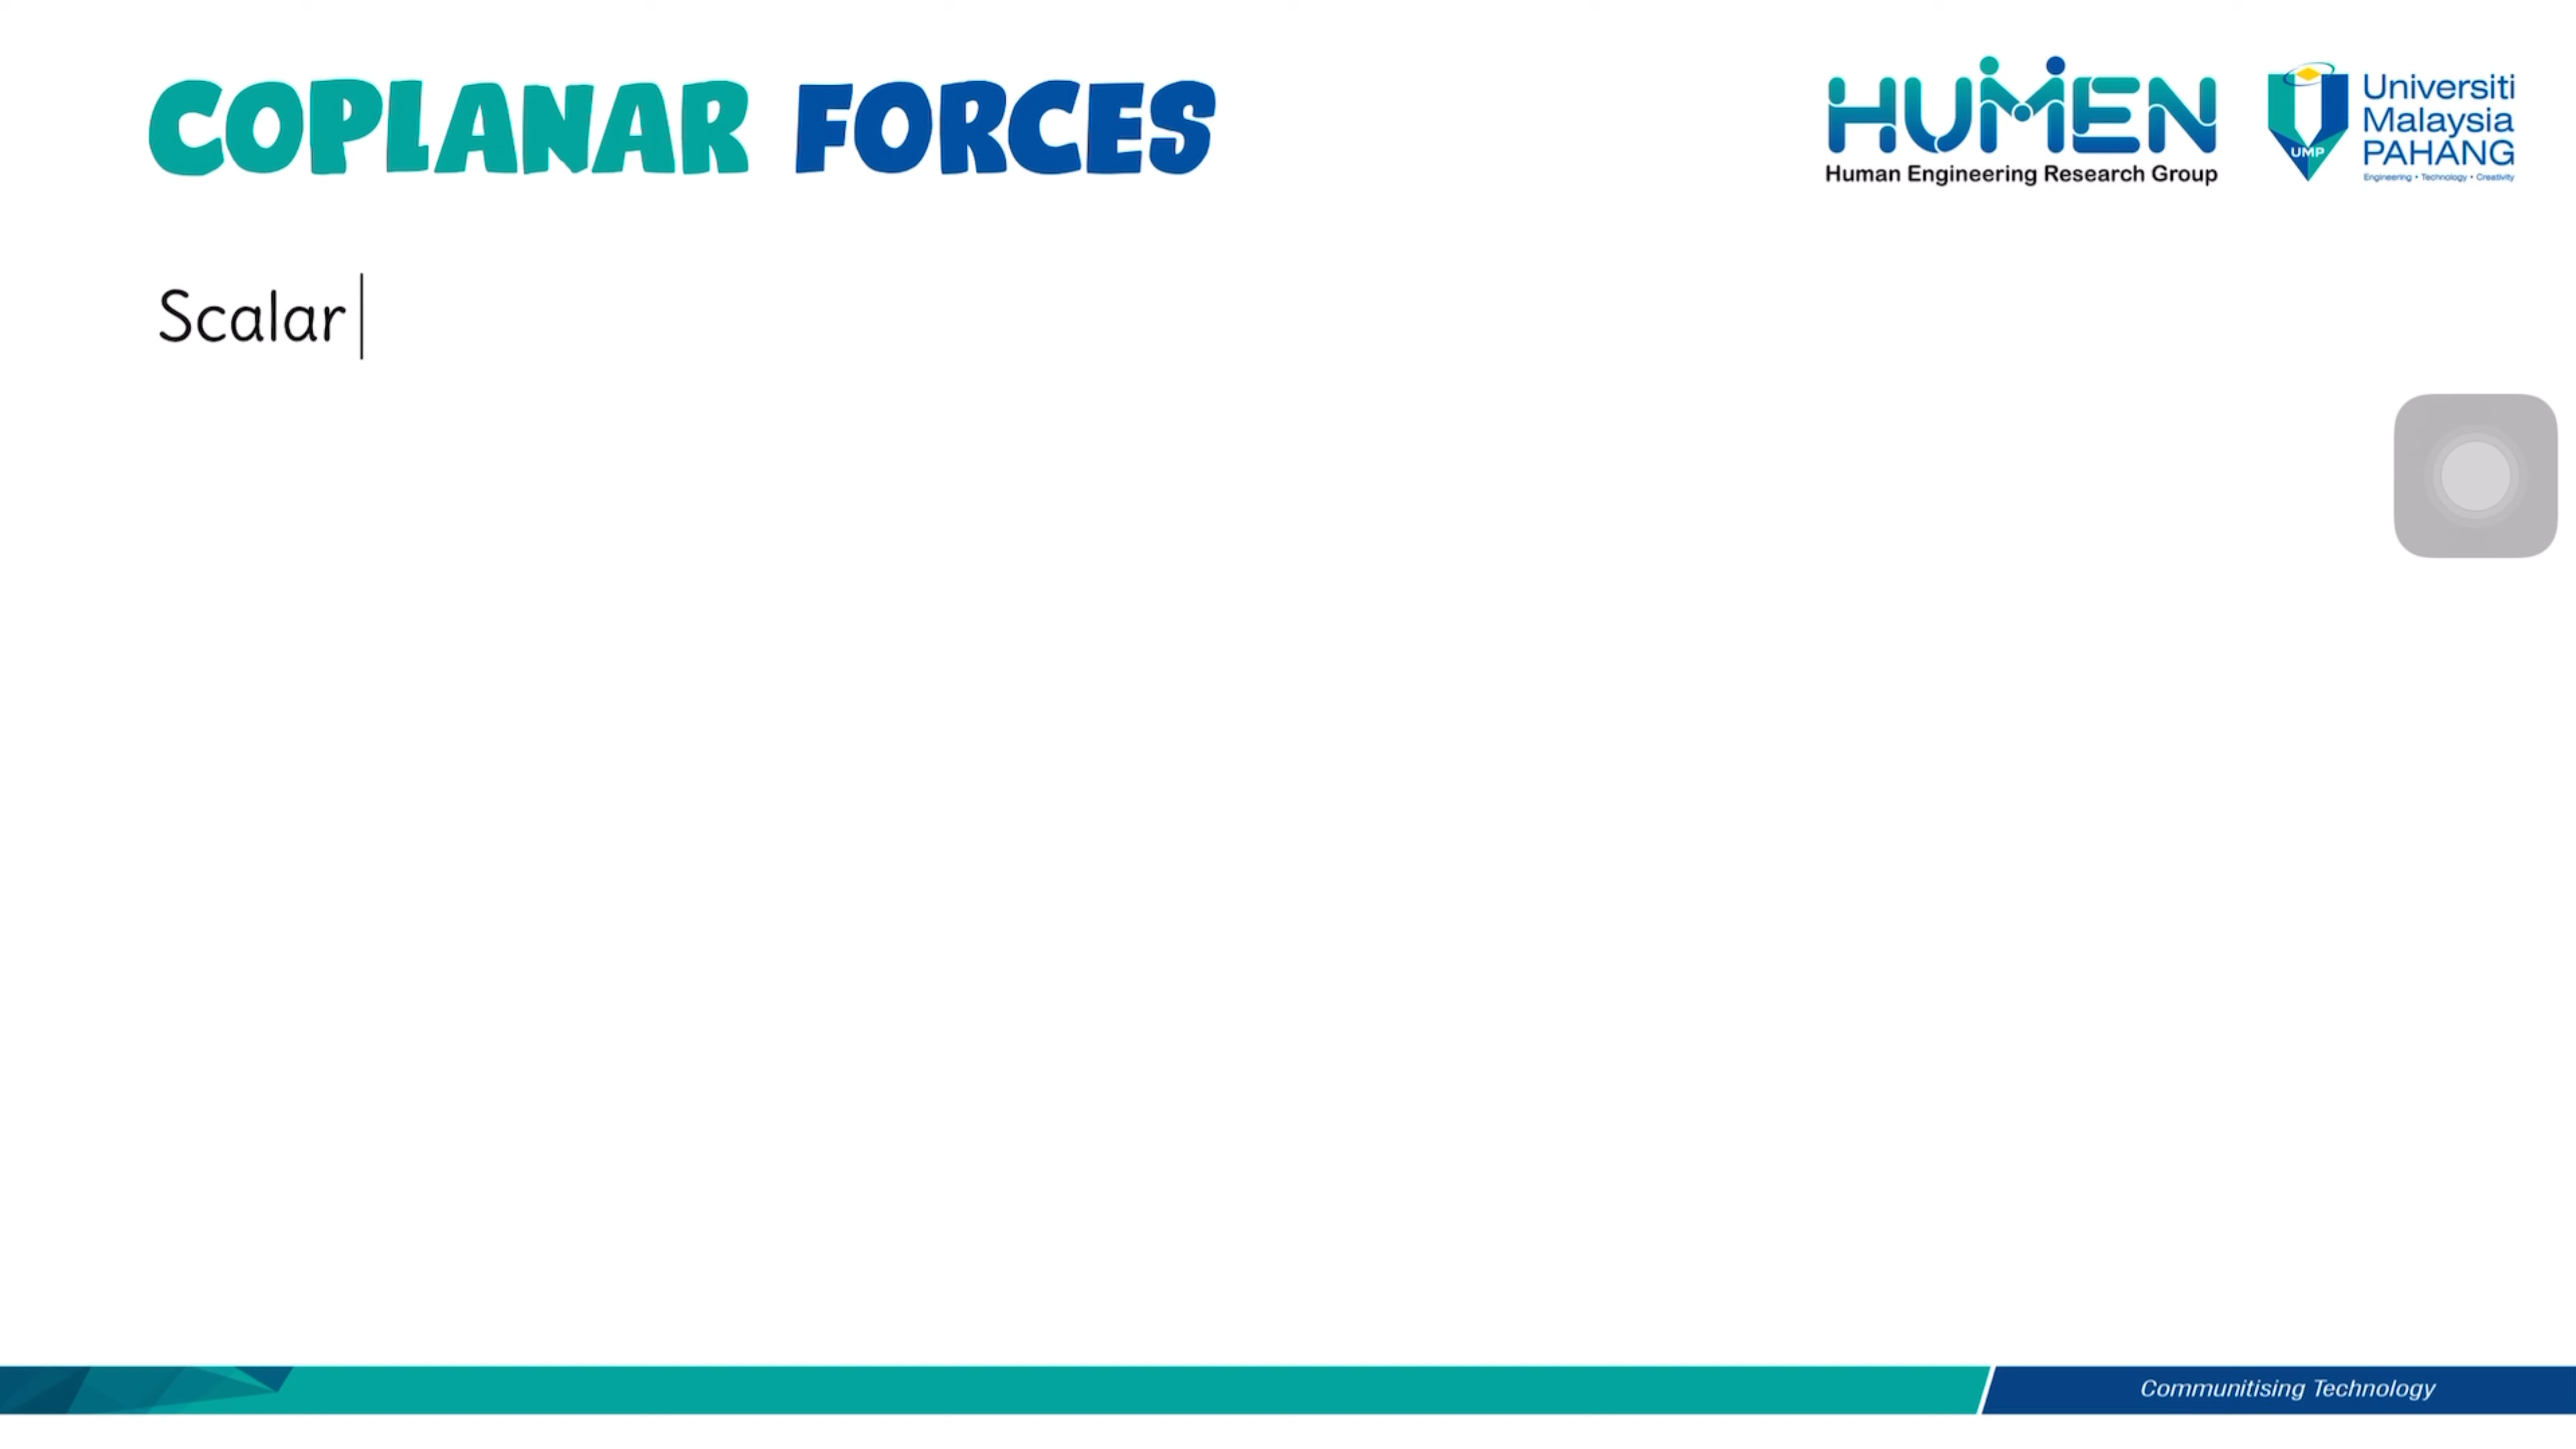 COPLANAR FORCES
HUMEN
Human Engineering Research Group
UMP
Universiti
Malaysia
PAHANG
Engineering • Technology • Creativity
Scalar
Communitising Technology